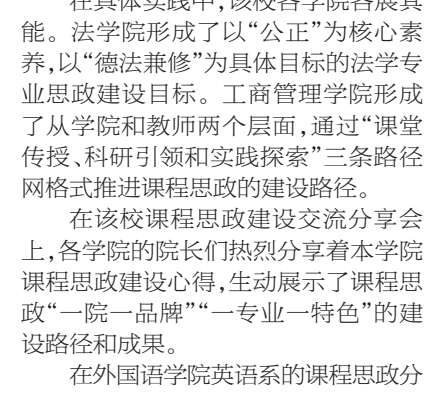 在具体实践中,该校各学院各展其
能。法学院形成了以“公正”为核心素
养,以“德法兼修”为具体目标的法学专
业思政建设目标。工商管理学院形成
了从学院和教师两个层面,通过“课堂
传授、科研引领和实践探索”三条路径
网格式推进课程思政的建设路径。
在该校课程思政建设交流分享会
上,各学院的院长们热烈分享着本学院
课程思政建设心得,生动展示了课程思
政“一院一品牌”“一专业一特色”的建
设路径和成果。
在外国语学院英语系的课程思政分